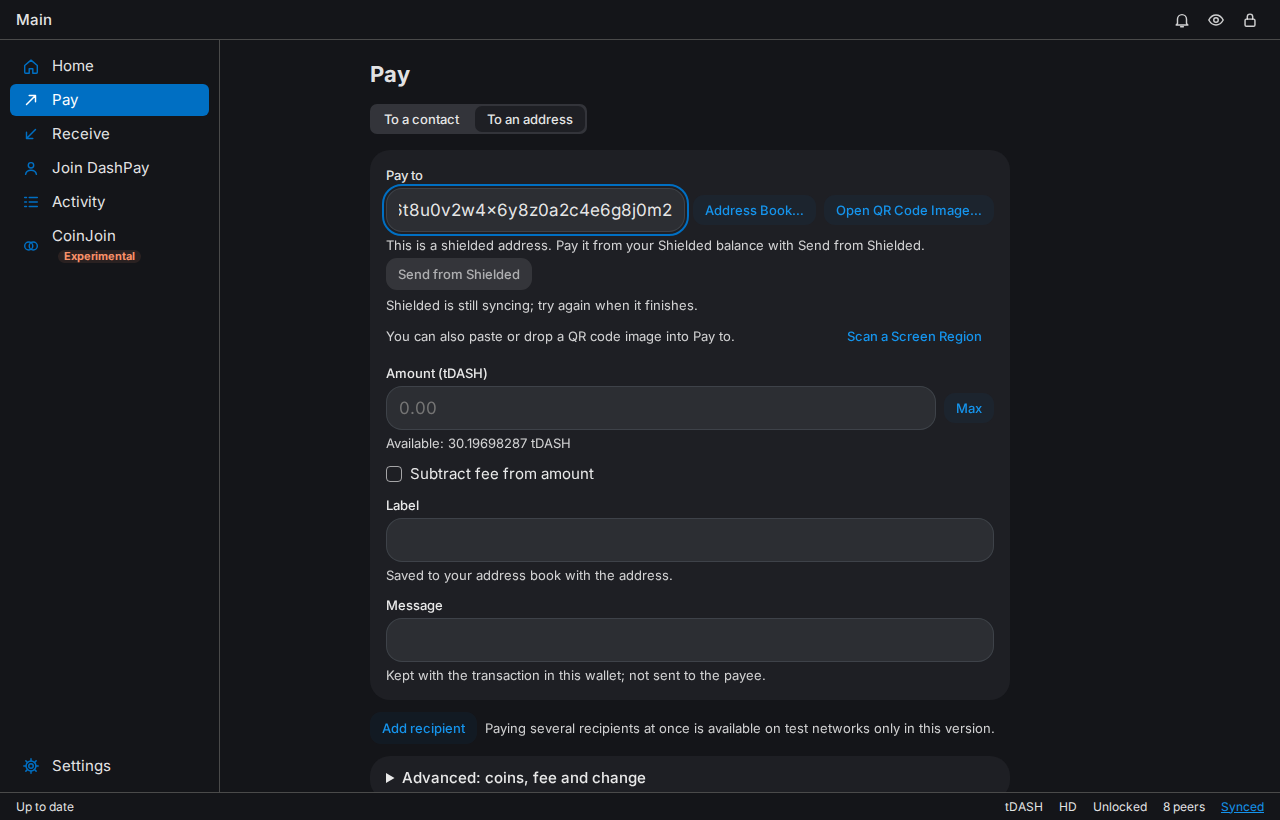 Main
Home
Pay
Receive
Join DashPay
Activity
CoinJoin
Experimental
Settings
Pay
To a contact
To an address
Pay to
6t8u0v2w4x6y8z0a2c4e6g8j0m2
Address Book...
Open QR Code Image...
This is a shielded address. Pay it from your Shielded balance with Send from Shielded.
Send from Shielded
Shielded is still syncing; try again when it finishes.
You can also paste or drop a QR code image into Pay to.
Scan a Screen Region
Amount (tDASH)
0.00
Max
Available: 30.19698287 tDASH
Subtract fee from amount
Label
Saved to your address book with the address.
Message
Kept with the transaction in this wallet; not sent to the payee.
Add recipient
Paying several recipients at once is available on test networks only in this version.
Advanced: coins, fee and change
Up to date
tDASH
HD
Unlocked
8 peers
Synced